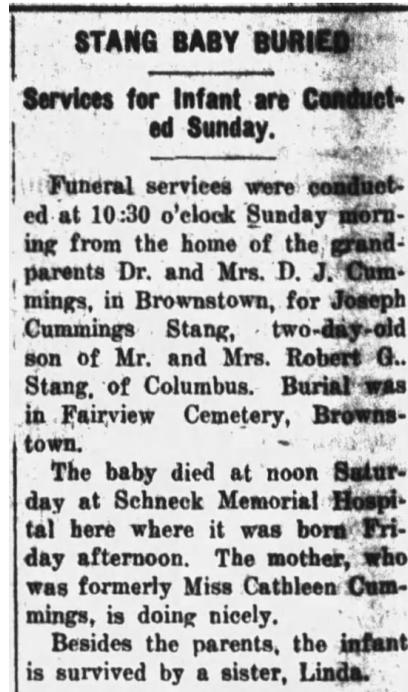 STANG BABY BURIED
Services for Infant are Conduct-
ed Sunday.
Funeral services were conduct-
ed at 10:30 o'clock Sunday morn-
ing from the home of the grand-
parents Dr. and Mrs. D. J. Cum-
mings, in Brownstown, for Joseph
Cummings Stang, two-day-old
son of Mr. and Mrs. Robert G..
Stang, of Columbus. Burial was
in Fairview Cemetery, Browns-
town.
The baby died at noon Satur-
day at Schneck Memorial Hospi-
tal here where it was born Fri-
day afternoon. The mother, who
was formerly Miss Cathleen Cum-
mings, is doing nicely.
Besides the parents, the infant
is survived by a sister, Linda.